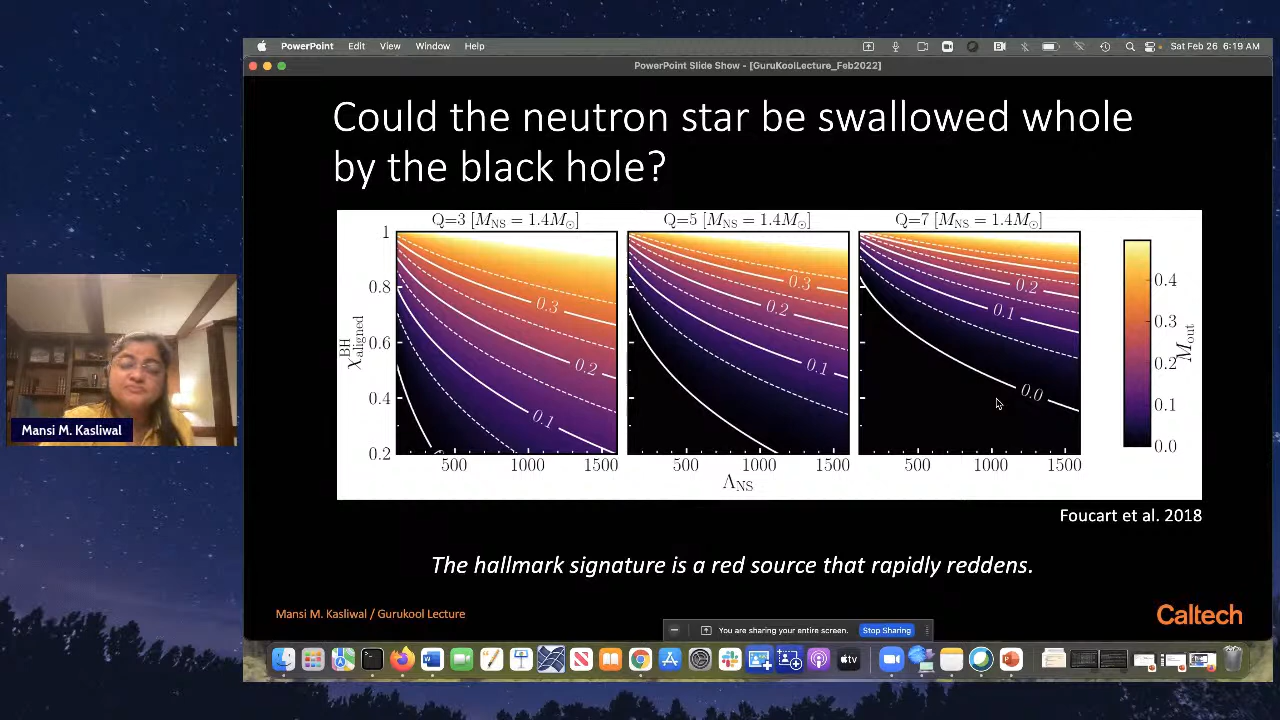 PowerPoint Edit View Window Help Sat Feb 26 6:19 AM
PowerPoint Slide Show - [GuruKoolLecture_Feb2022]
Could the neutron star be swallowed whole
by the black hole?
Q=3 [M_NS = 1.4M_⊙] Q=5 [M_NS = 1.4M_⊙] Q=7 [M_NS = 1.4M_⊙]
1
0.8
0.6
0.4
0.2
χ^BH_aligned
0.3
0.2
0.1
0.3
0.2
0.1
0.2
0.1
0.0
500 1000 1500 500 1000 1500 500 1000 1500
Λ_NS
0.4
0.3
0.2
0.1
0.0
M_out
Foucart et al. 2018
The hallmark signature is a red source that rapidly reddens.
Mansi M. Kasliwal / Gurukool Lecture
Caltech
You are sharing your entire screen. Stop Sharing
tv
Mansi M. Kasliwal